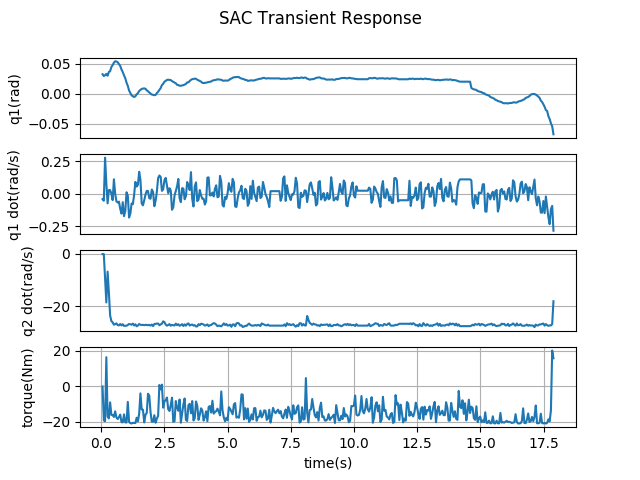 SAC Transient Response
q1(rad)
0.05
0.00
−0.05
q1 dot(rad/s)
0.25
0.00
−0.25
q2 dot(rad/s)
0
−20
torque(Nm)
20
0
−20
0.0 2.5 5.0 7.5 10.0 12.5 15.0 17.5
time(s)